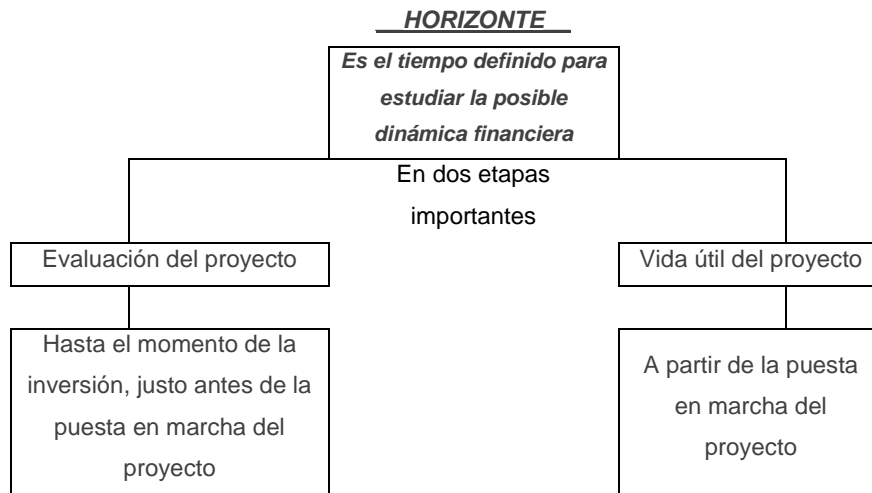 HORIZONTE
Es el tiempo definido para
estudiar la posible
dinámica financiera
En dos etapas
importantes
Evaluación del proyecto
Vida útil del proyecto
Hasta el momento de la
inversión, justo antes de la
puesta en marcha del
proyecto
A partir de la puesta
en marcha del
proyecto